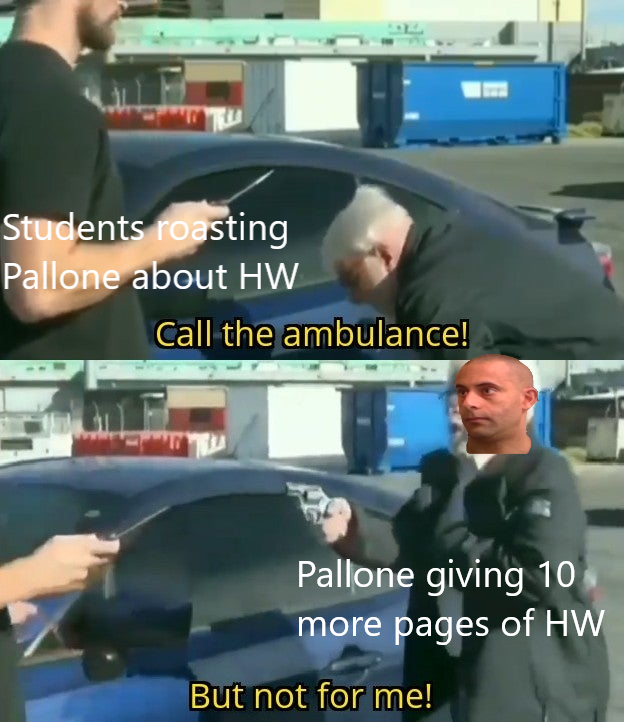 Students roasting
Pallone about HW
Call the ambulance!
Pallone giving 10
more pages of HW
But not for me!